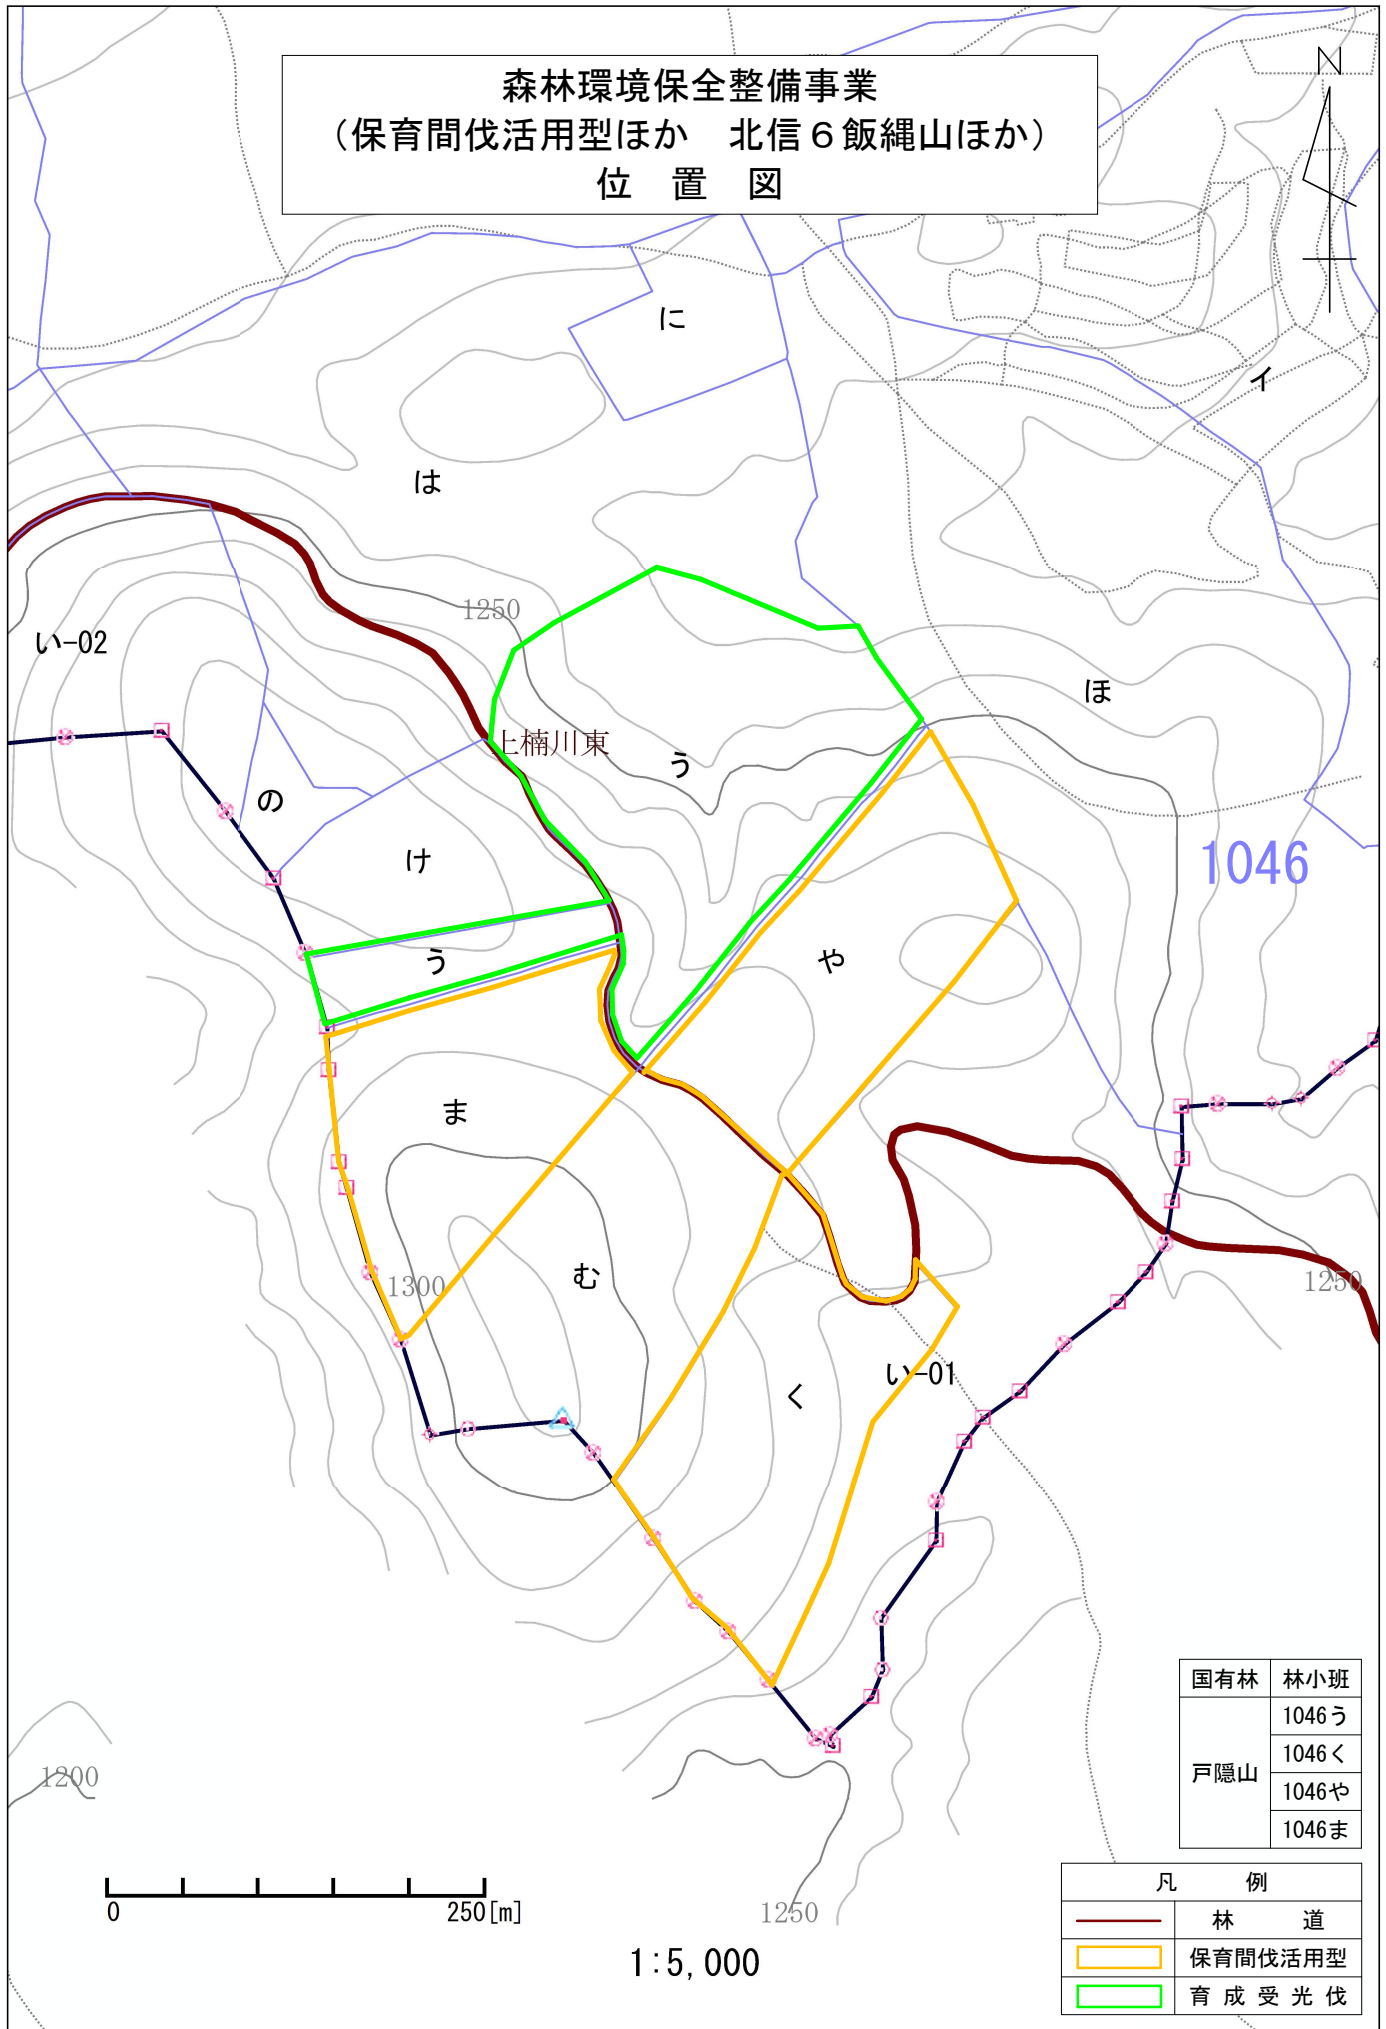 森林環境保全整備事業
（保育間伐活用型ほか　北信６飯縄山ほか）
位　置　図
N
に
イ
は
1250
い-02
ほ
上楠川東
う
の
1046
け
う
や
ま
1300
む
1250
い-01
く
国有林 林小班
戸隠山
1046う
1046く
1046や
1046ま
1200
0 250[m]
1250
1:5,000
凡　例
林　道
保育間伐活用型
育成受光伐